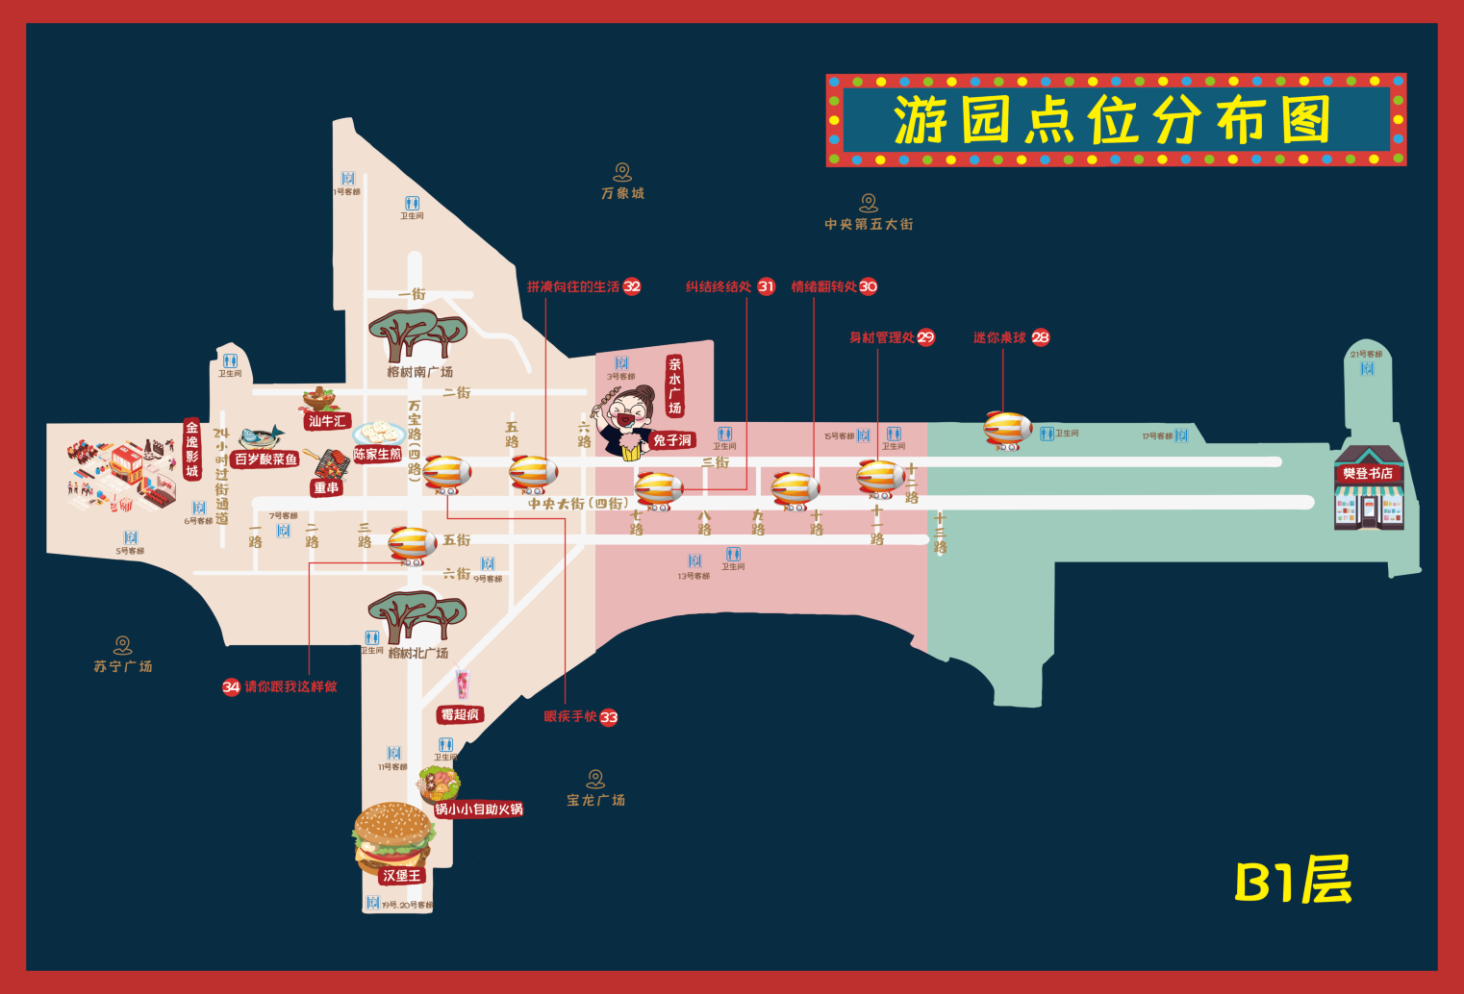 游园点位分布图
万象城
中央第五大街
1号客梯
卫生间
一街
榕树南广场
二街
拼凑向往的生活 32
纠结终结处 31
情绪翻转处 30
身材管理处 29
迷你桌球 28
21号客梯
卫生间
3号客梯
亲水广场
兔子洞
汕牛汇
金逸影城
24小时过街通道
百岁酸菜鱼
陈家生煎
重串
万宝路(四路)
五路
六路
卫生间
15号客梯
卫生间
卫生间
17号客梯
樊登书店
三街
中央大街(四街)
6号客梯
7号客梯
5号客梯
一路
二路
三路
七路
八路
九路
十路
十一路
十二路
十三路
五街
六街
9号客梯
13号客梯
卫生间
榕树北广场
卫生间
苏宁广场
34 请你跟我这样做
眼疾手快 33
霉超疯
卫生间
11号客梯
锅小小自助火锅
宝龙广场
汉堡王
19号.20号客梯
B1层